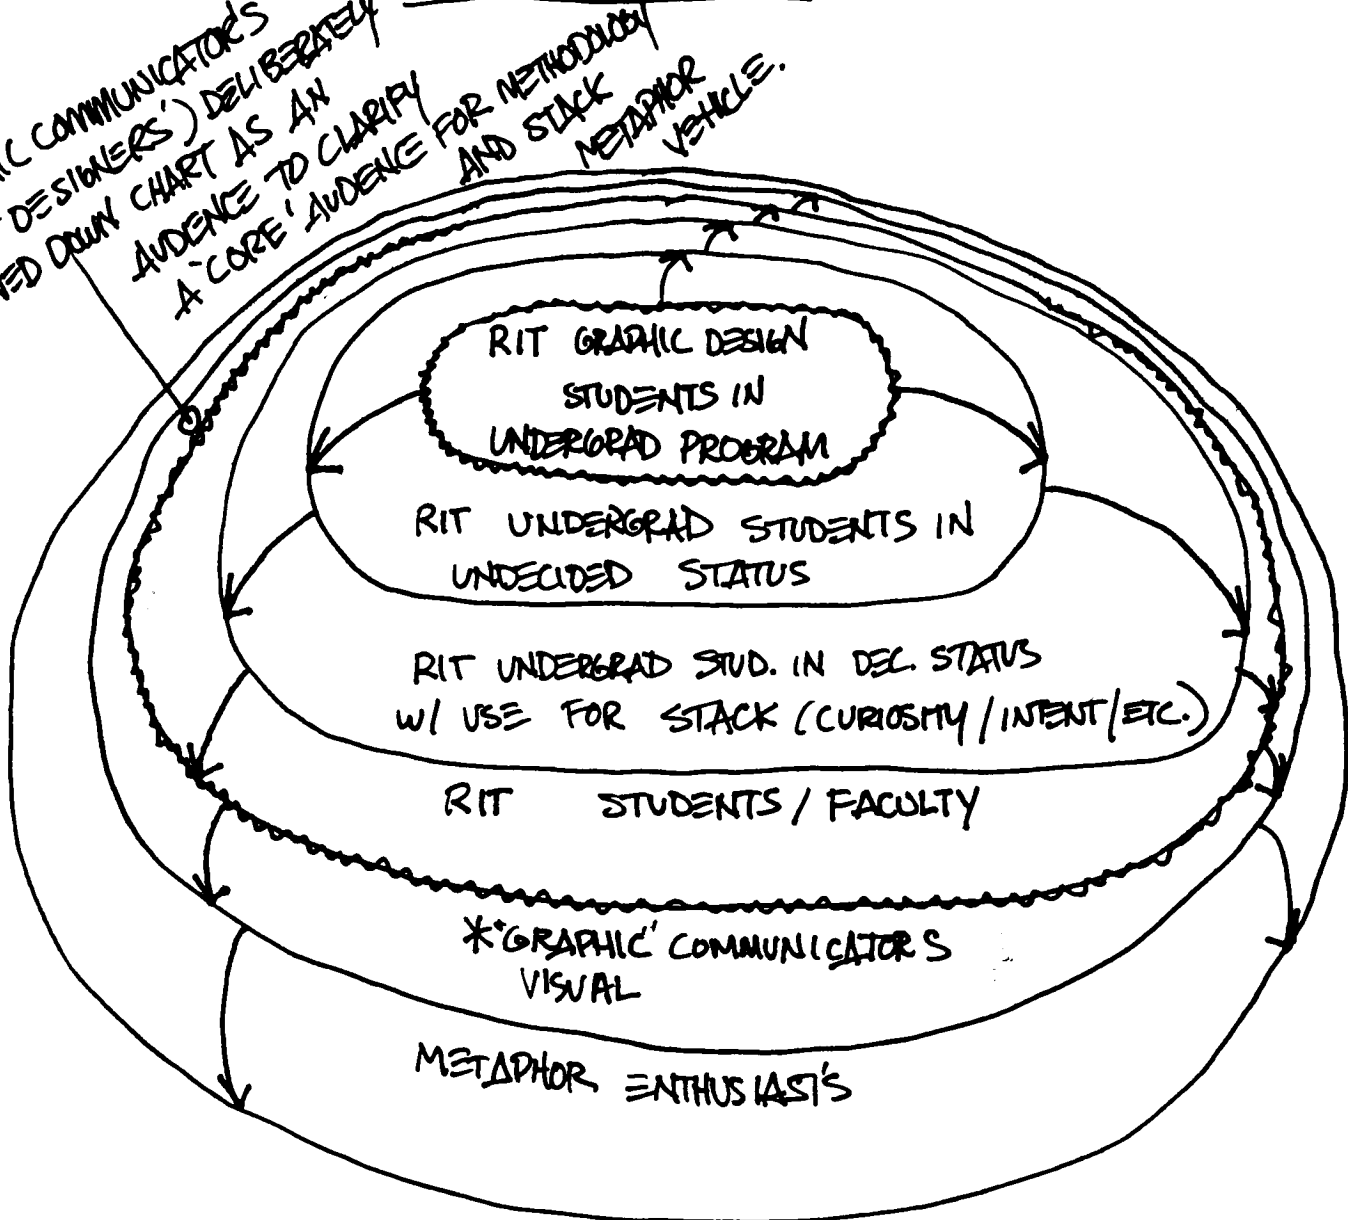 COMMUNICATOR'S
DESIGNERS') DELIBERATELY
DOWN CHART AS AN
AUDIENCE TO CLARIFY
A 'CORE' AUDENCE FOR METHODOLOGY
AND STACK
METAPHOR
VEHICLE.
RIT GRAPHIC DESIGN
STUDENTS IN
UNDERGRAD PROGRAM
RIT UNDERGRAD STUDENTS IN
UNDECIDED STATUS
RIT UNDERGRAD STUD. IN DEC. STATUS
W/ USE FOR STACK (CURIOSITY/INTENT/ETC.)
RIT STUDENTS / FACULTY
*'GRAPHIC' COMMUNICATORS
VISUAL
METAPHOR ENTHUSIAST'S